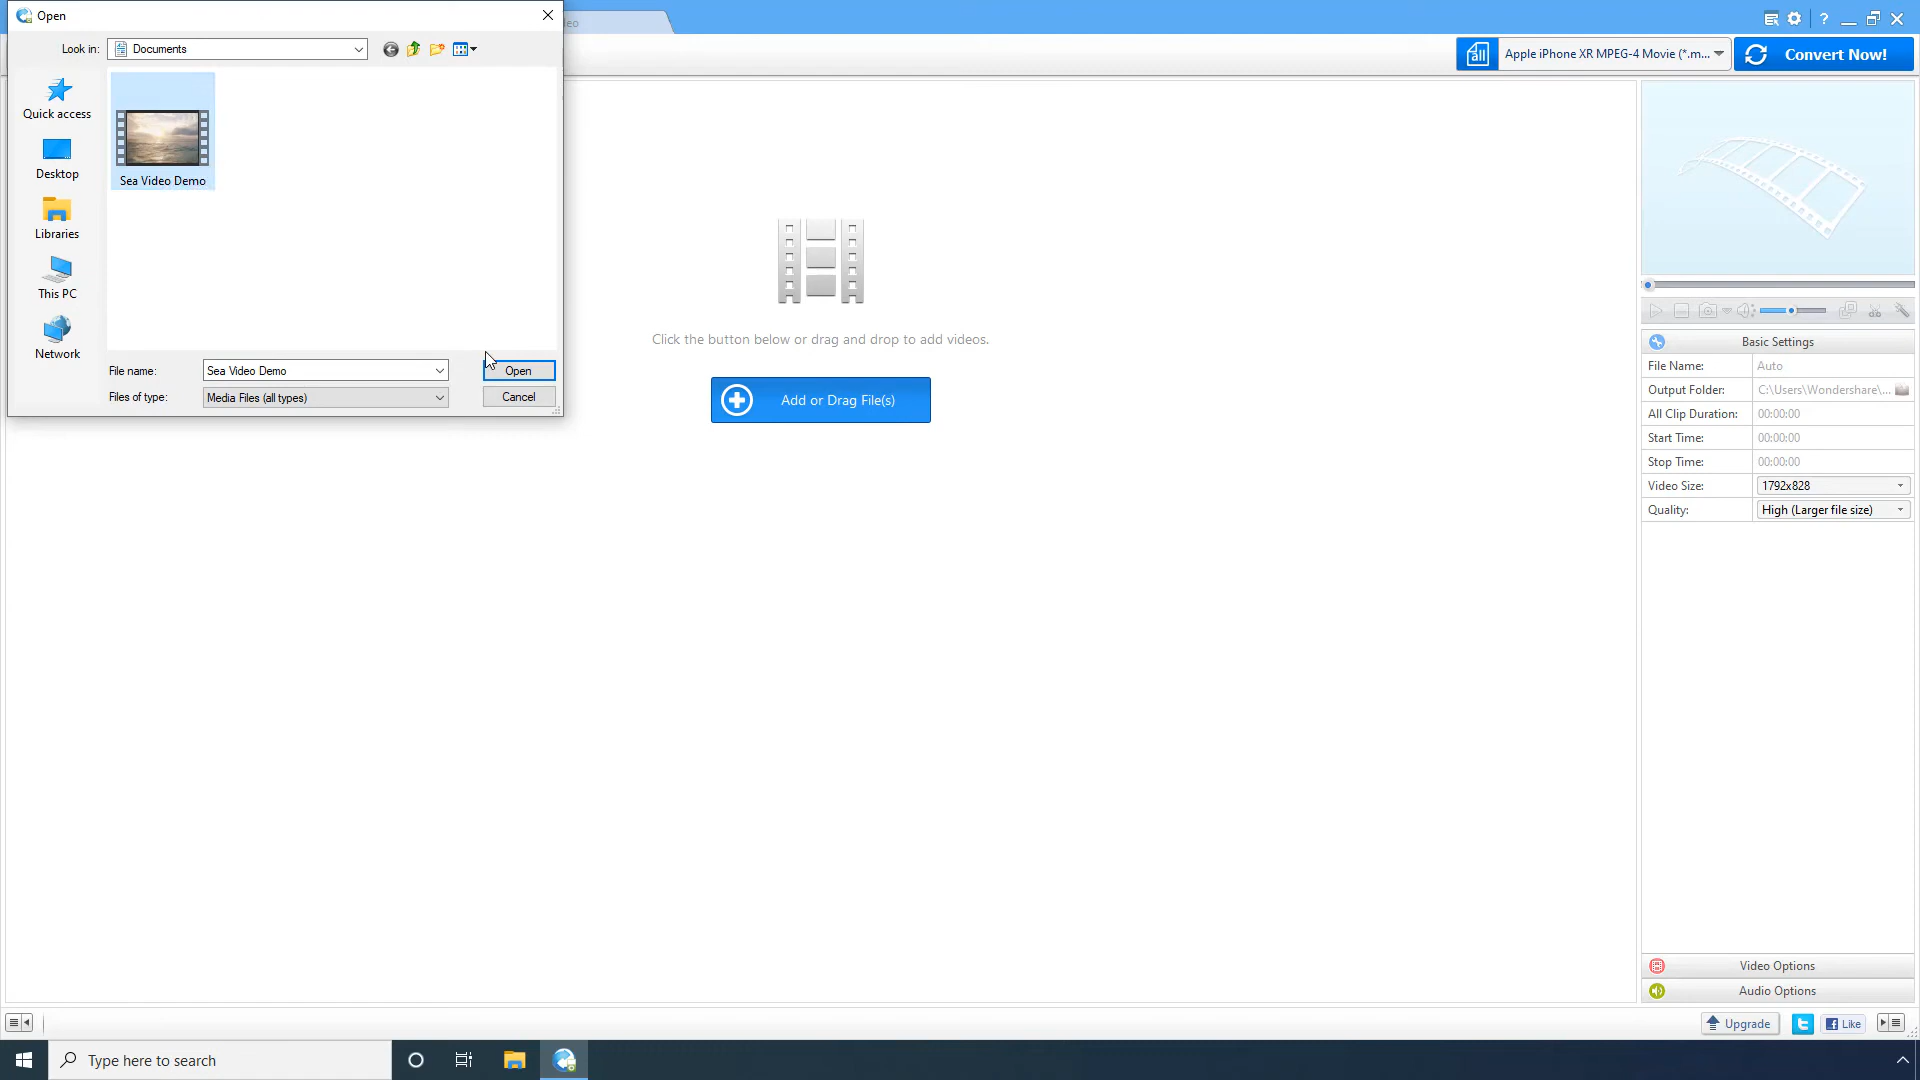 Open
Look in:
Documents
Quick access
Desktop
Libraries
This PC
Network
Sea Video Demo
File name:
Sea Video Demo
Open
Files of type:
Media Files (all types)
Cancel
?
Apple iPhone XR MPEG-4 Movie (*.m...
all
Convert Now!
Click the button below or drag and drop to add videos.
Add or Drag File(s)
Basic Settings
File Name:
Auto
Output Folder:
C:\Users\Wondershare\...
All Clip Duration:
00:00:00
Start Time:
00:00:00
Stop Time:
00:00:00
Video Size:
1792x828
Quality:
High (Larger file size)
Video Options
Audio Options
Upgrade
Like
Type here to search